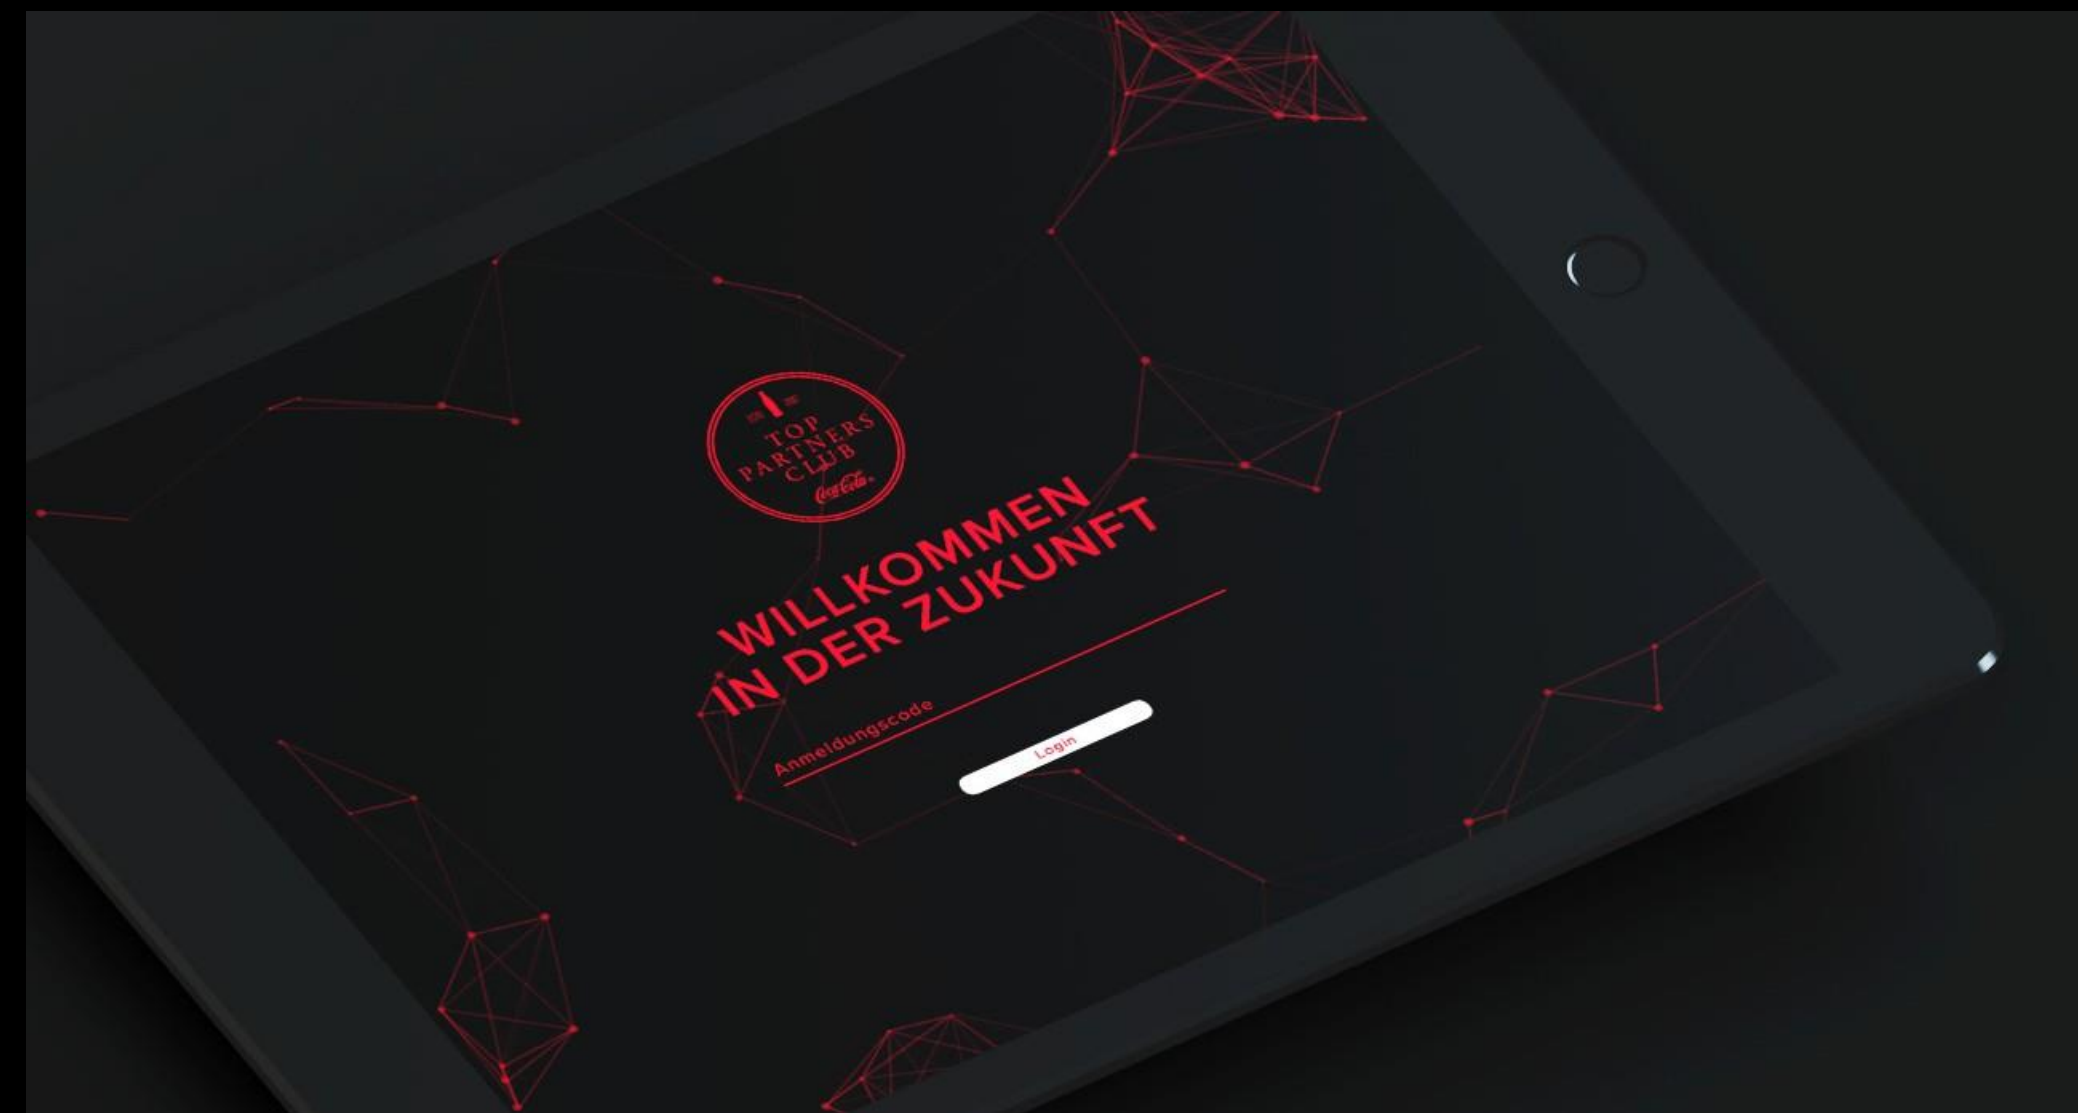 TOP
PARTNERS
CLUB
Coca-Cola
WILLKOMMEN
IN DER ZUKUNFT
Anmeldungscode
Login